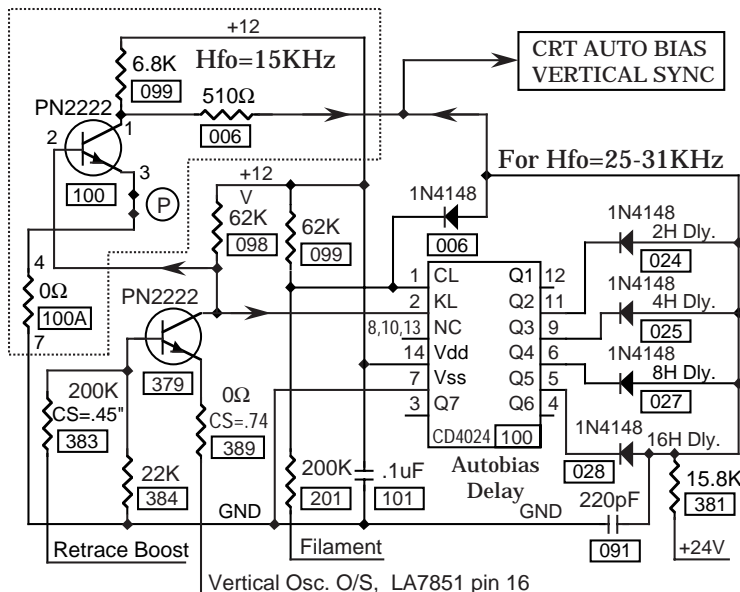 +12
6.8K
099
Hfo=15KHz
CRT AUTO BIAS
VERTICAL SYNC
PN2222
510Ω
006
1
2
3
100
P
For Hfo=25-31KHz
+12
V
62K
098
62K
099
1N4148
006
1N4148
2H Dly.
024
4
0Ω
100A
7
PN2222
379
1 CL Q1 12
2 KL Q2 11
8,10,13 NC Q3 9
14 Vdd Q4 6
7 Vss Q5 5
3 Q7 Q6 4
CD4024 100
Autobias
Delay
1N4148
4H Dly.
025
1N4148
8H Dly.
027
1N4148
16H Dly.
028
200K
CS=.45"
383
0Ω
CS=.74
389
22K
384
200K
201
.1uF
101
220pF
091
15.8K
381
GND
GND
+24V
Retrace Boost
Filament
Vertical Osc. O/S, LA7851 pin 16